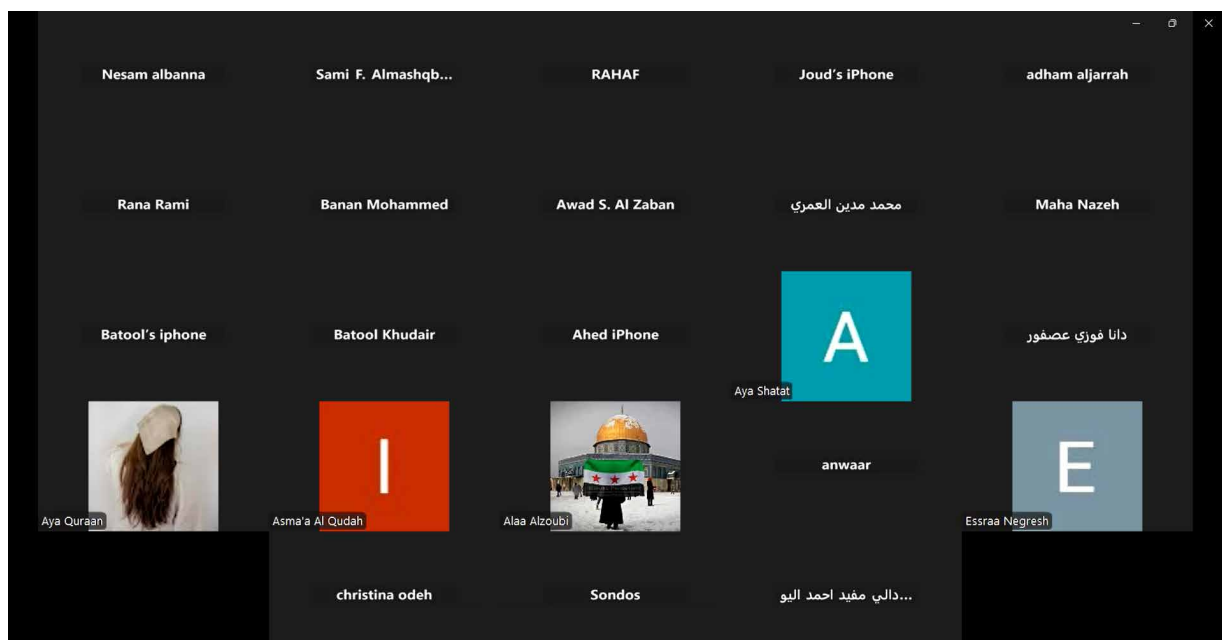 Nesam albanna
Sami F. Almashqb...
RAHAF
Joud's iPhone
adham aljarrah
Rana Rami
Banan Mohammed
Awad S. Al Zaban
محمد مدين العمري
Maha Nazeh
Batool's iphone
Batool Khudair
Ahed iPhone
A
Aya Shatat
دانا فوزي عصفور
Aya Quraan
I
Asma'a Al Qudah
Alaa Alzoubi
anwaar
E
Essraa Negresh
christina odeh
Sondos
دالي مفيد احمد اليو...